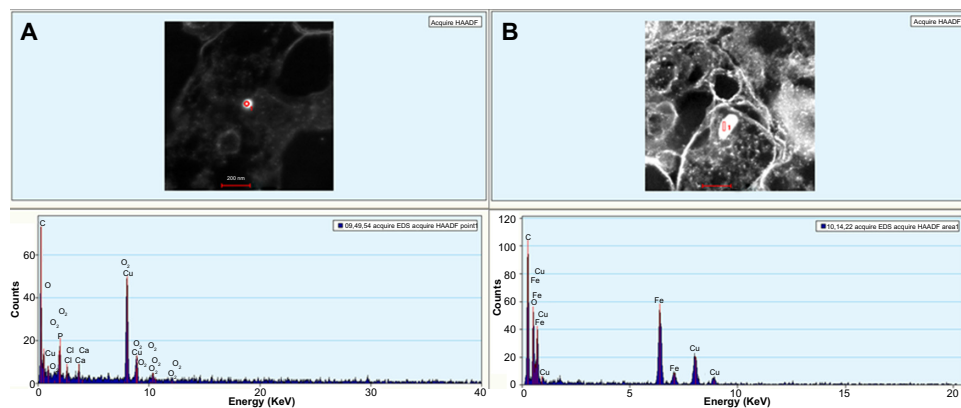 A
Acquire HAADF
200 nm
09,49,54 acquire EDS acquire HAADF point1
Counts
60
40
20
0
C
O
O2
O2
P
Cu
O
Cl
Cl
Ca
Ca
O2
Cu
O2
Cu
O2
O2
O2
O2
O2
O2
0
10
20
30
40
Energy (KeV)
B
Acquire HAADF
10,14,22 acquire EDS acquire HAADF area1
Counts
120
100
80
60
40
20
0
C
Cu
Fe
Fe
O
Cu
Fe
Cu
Fe
Fe
Cu
Cu
5
10
15
20
Energy (KeV)